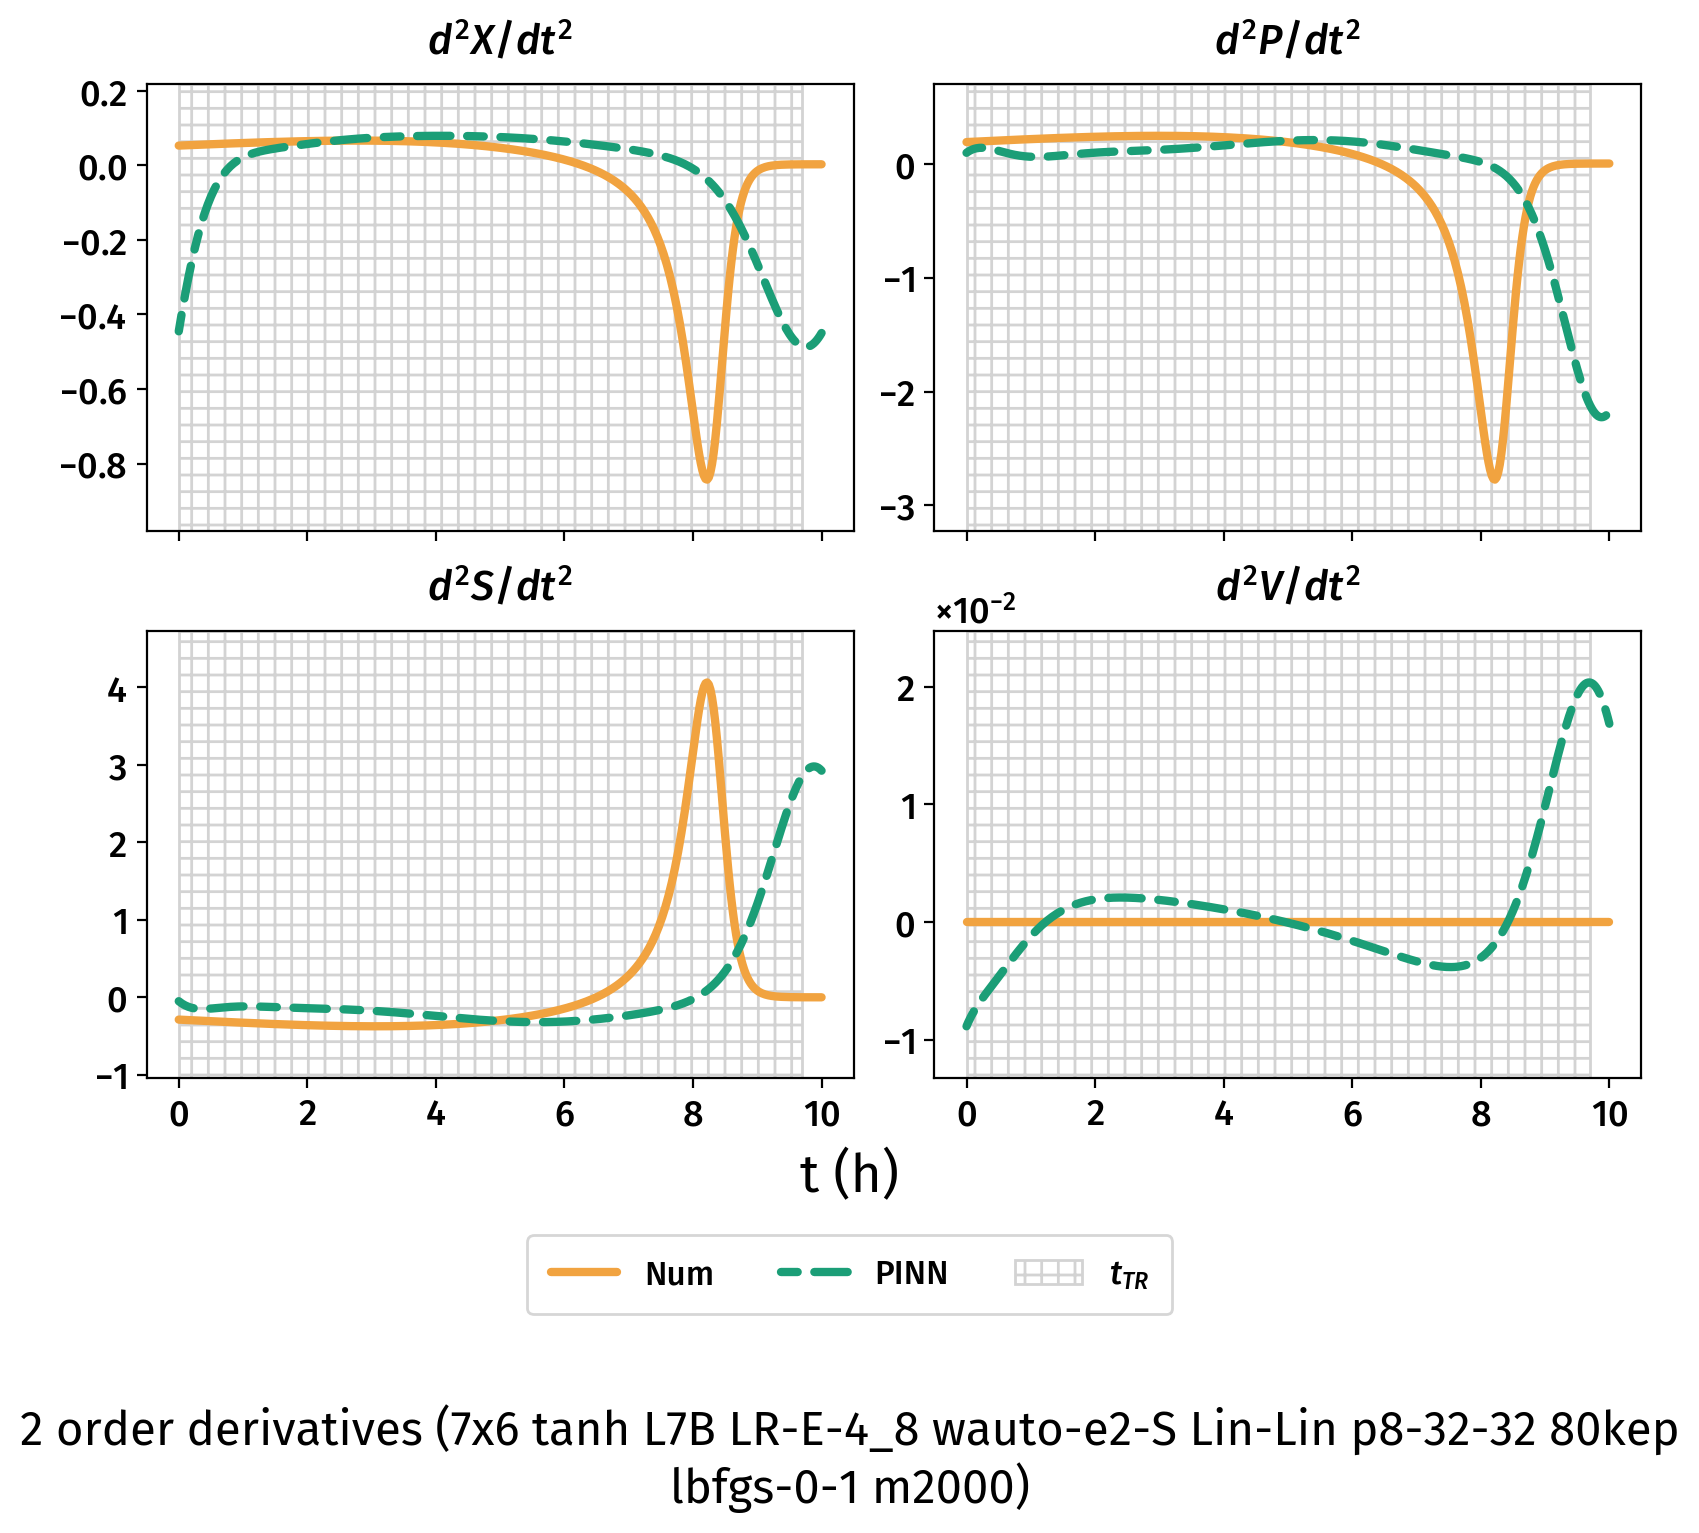 d²X/dt²
d²P/dt²
0.2
0.0
−0.2
−0.4
−0.6
−0.8
0
−1
−2
−3
d²S/dt²
d²V/dt²
×10⁻²
4
3
2
1
0
−1
2
1
0
−1
0 2 4 6 8 10
0 2 4 6 8 10
t (h)
Num PINN t_TR
2 order derivatives (7x6 tanh L7B LR-E-4_8 wauto-e2-S Lin-Lin p8-32-32 80kep
lbfgs-0-1 m2000)